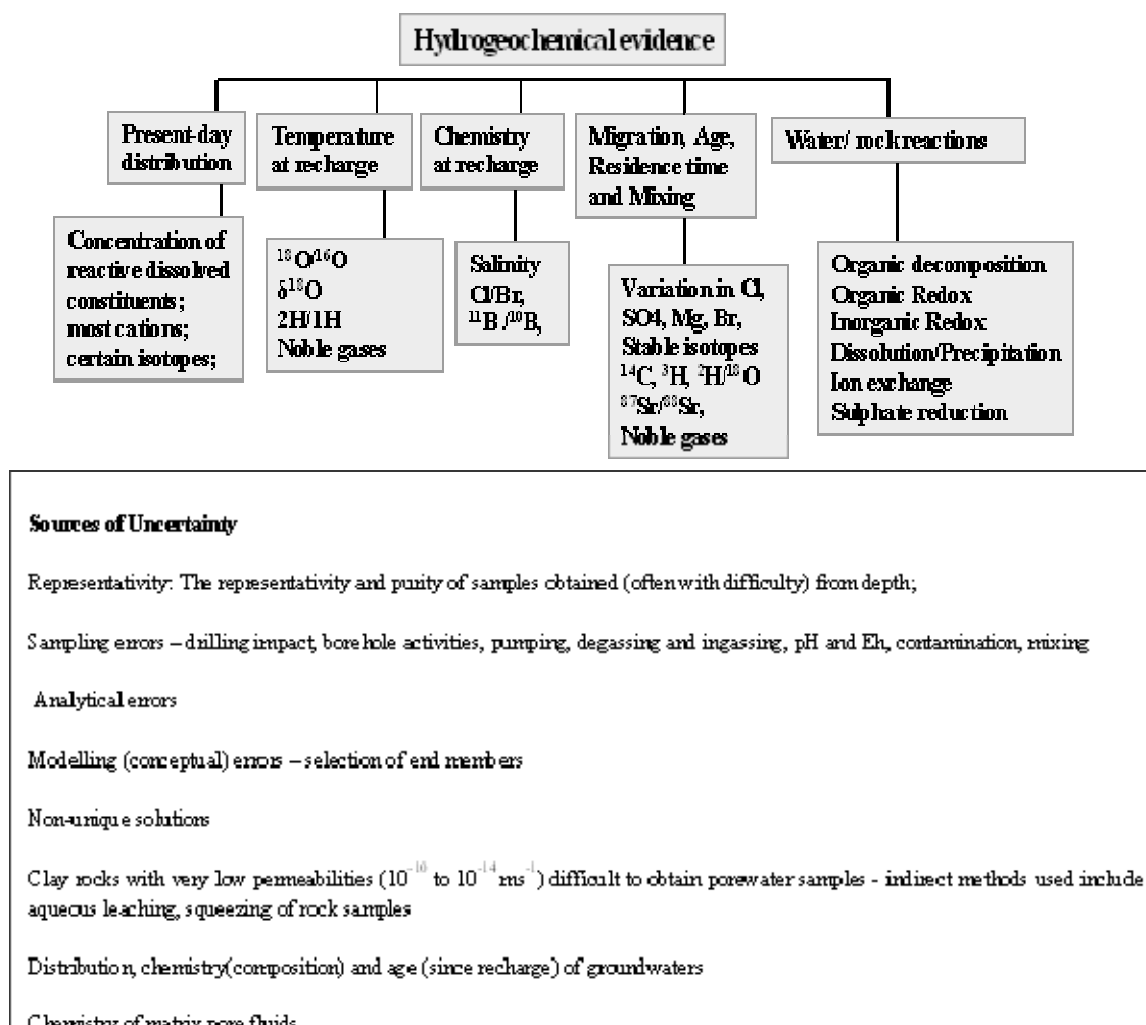 Hydrogeochemical evidence
Present-day
distribution
Temperature
at recharge
Chemistry
at recharge
Migration, Age,
Residence time
and Mixing
Water/ rock reactions
Concentration of
reactive dissolved
constituents;
most cations;
certain isotopes;
¹⁸O/¹⁶O
δ¹⁸O
2H/1H
Noble gases
Salinity
Cl/Br,
¹¹B /¹⁰B,
Variation in Cl,
SO4, Mg, Br,
Stable isotopes
¹⁴C, ³H, ²H/¹⁸O
⁸⁷Sr/⁸⁸Sr,
Noble gases
Organic decomposition
Organic Redox
Inorganic Redox
Dissolution/Precipitation
Ion exchange
Sulphate reduction
Sources of Uncertainty
Representativity: The representativity and purity of samples obtained (often with difficulty) from depth;
Sampling errors – drilling impact, borehole activities, pumping, degassing and ingassing, pH and Eh, contamination, mixing
Analytical errors
Modelling (conceptual) errors – selection of end members
Non-unique solutions
Clay rocks with very low permeabilities (10⁻¹⁰ to 10⁻¹⁴ ms⁻¹) difficult to obtain porewater samples - indirect methods used include
aqueous leaching, squeezing of rock samples
Distribution, chemistry(composition) and age (since recharge) of groundwaters
Chemistry of matrix pore fluids